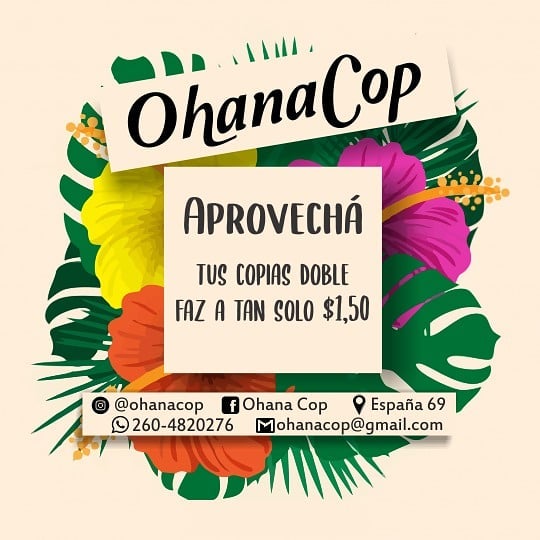 OhanaCop
APROVECHÁ
TUS COPIAS DOBLE
FAZ A TAN SOLO $1,50
@ohanacop Ohana Cop España 69
260-4820276 ohanacop@gmail.com